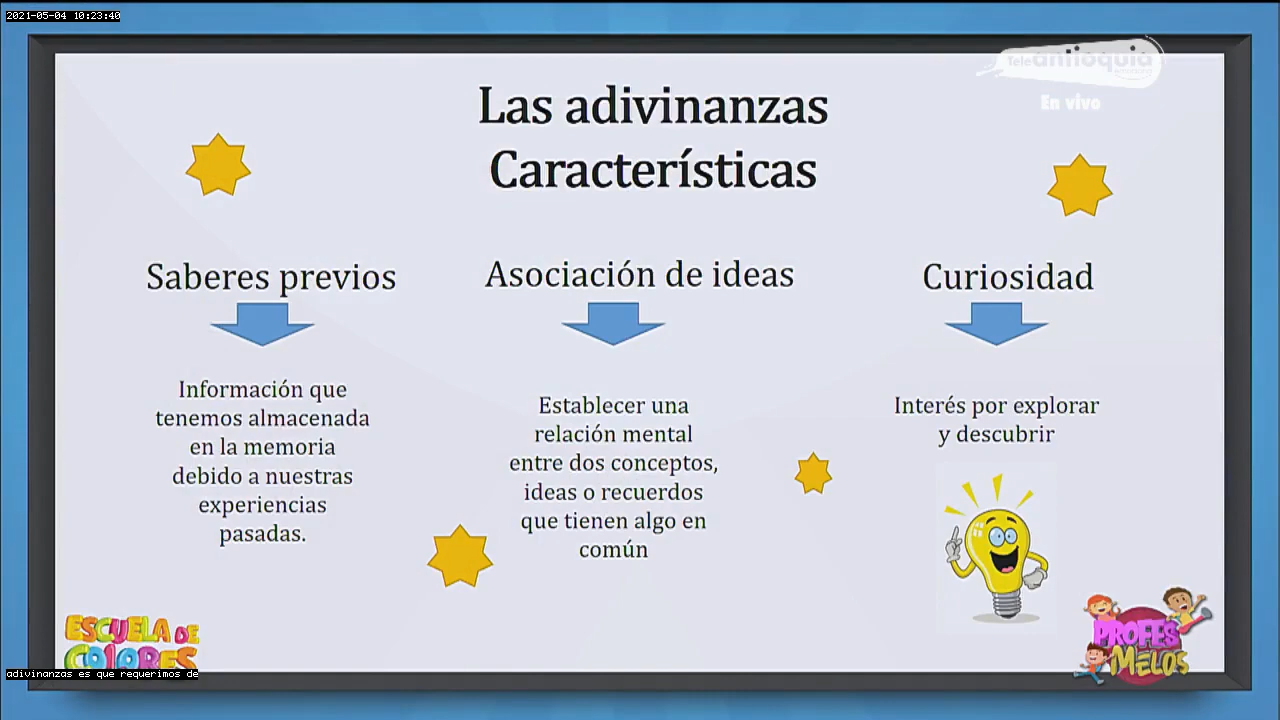 2021-05-04 10:23:40
Teleantioquia
En vivo
Las adivinanzas
Características
Saberes previos
Asociación de ideas
Curiosidad
Información que
tenemos almacenada
en la memoria
debido a nuestras
experiencias
pasadas.
Establecer una
relación mental
entre dos conceptos,
ideas o recuerdos
que tienen algo en
común
Interés por explorar
y descubrir
ESCUELA DE
COLORES
PROFES
MELOS
adivinanzas es que requerimos de